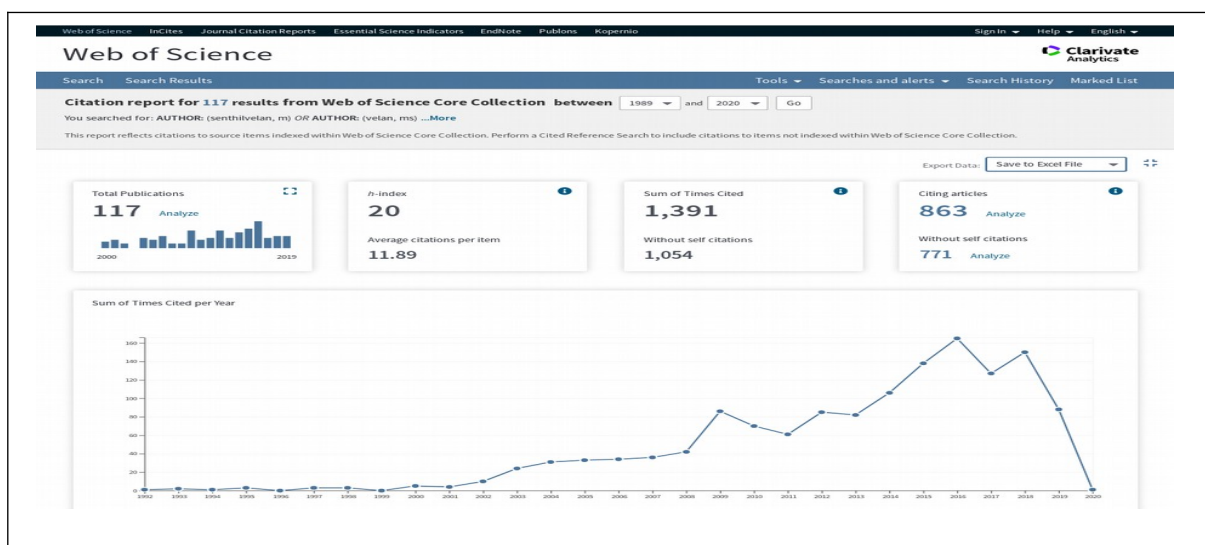 Web of Science InCites Journal Citation Reports Essential Science Indicators EndNote Publons Kopernio Sign In Help English
Web of Science
Clarivate
Analytics
Search Search Results Tools Searches and alerts Search History Marked List
Citation report for 117 results from Web of Science Core Collection between 1989 and 2020 Go
You searched for: AUTHOR: (senthilvelan, m) OR AUTHOR: (velan, ms) ...More
This report reflects citations to source items indexed within Web of Science Core Collection. Perform a Cited Reference Search to include citations to items not indexed within Web of Science Core Collection.
Export Data: Save to Excel File
Total Publications
117 Analyze
2000 2019
h-index
20
Average citations per item
11.89
Sum of Times Cited
1,391
Without self citations
1,054
Citing articles
863 Analyze
Without self citations
771 Analyze
Sum of Times Cited per Year
160
140
120
100
80
60
40
20
0
1992 1993 1994 1995 1996 1997 1998 1999 2000 2001 2002 2003 2004 2005 2006 2007 2008 2009 2010 2011 2012 2013 2014 2015 2016 2017 2018 2019 2020